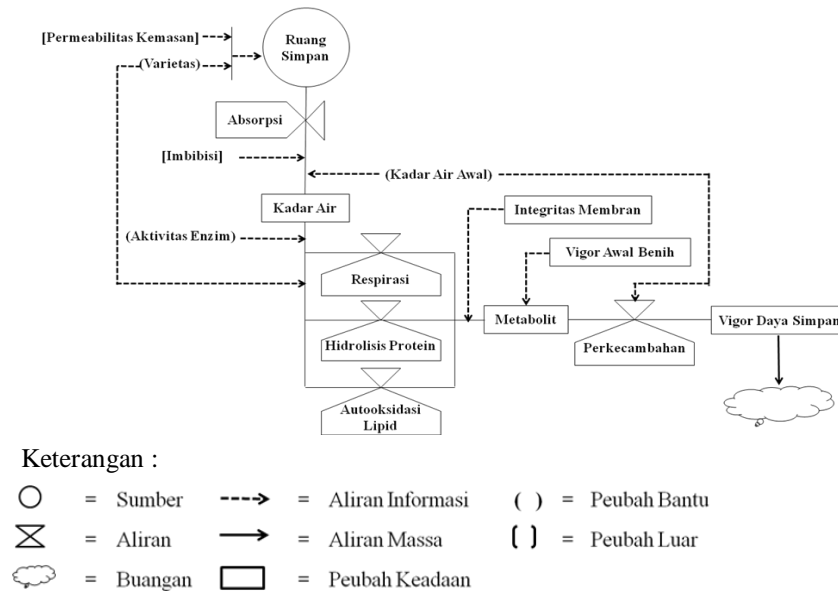 [Permeabilitas Kemasan]
(Varietas)
Ruang
Simpan
Absorpsi
[Imbibisi]
(Kadar Air Awal)
Kadar Air
Integritas Membran
(Aktivitas Enzim)
Vigor Awal Benih
Respirasi
Metabolit
Vigor Daya Simpan
Hidrolisis Protein
Perkecambahan
Autooksidasi
Lipid
Keterangan :
= Sumber = Aliran Informasi ( ) = Peubah Bantu
= Aliran = Aliran Massa [ ] = Peubah Luar
= Buangan = Peubah Keadaan